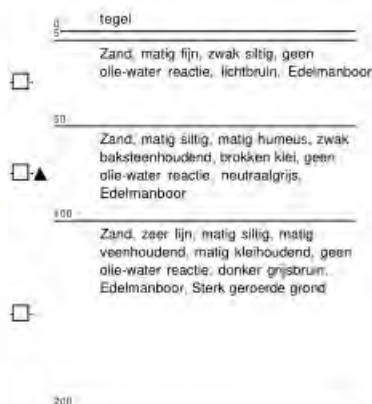 0
tegel
5
Zand, matig fijn, zwak siltig, geen
olie-water reactie, lichtbruin, Edelmanboor
50
Zand, matig siltig, matig humeus, zwak
baksteenhoudend, brokken klei, geen
olie-water reactie, neutraalgrijs,
Edelmanboor
100
Zand, zeer fijn, matig siltig, matig
veenhoudend, matig kleihoudend, geen
olie-water reactie, donker grijsbruin,
Edelmanboor, Sterk geroerde grond
200